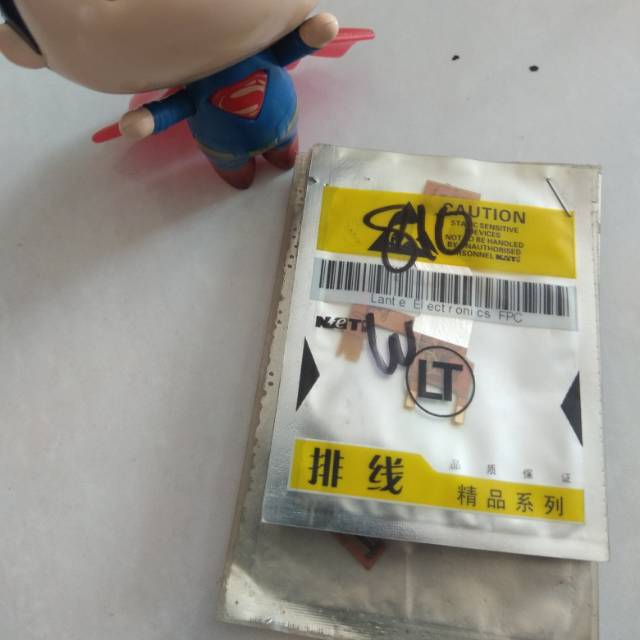 CAUTION
STATIC SENSITIVE
DEVICES
NOT TO BE HANDLED
BY UNAUTHORISED
PERSONNEL
Lante Electronics FPC
W
LT
排线
品质保证
精品系列